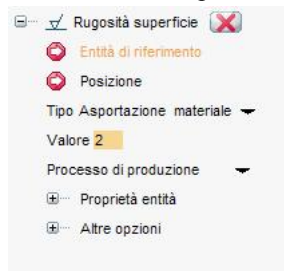 Rugosità superficie
Entità di riferimento
Posizione
Tipo Asportazione materiale
Valore 2
Processo di produzione
Proprietà entità
Altre opzioni